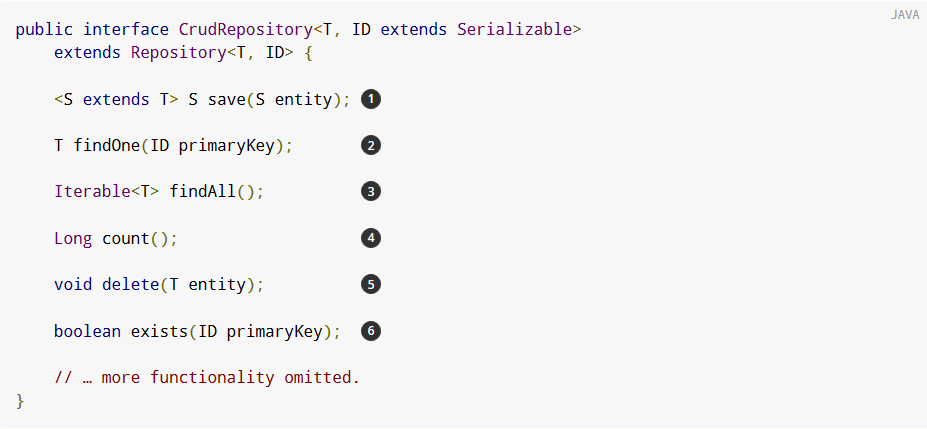 JAVA
public interface CrudRepository<T, ID extends Serializable>
    extends Repository<T, ID> {
    <S extends T> S save(S entity); 1
    T findOne(ID primaryKey); 2
    Iterable<T> findAll(); 3
    Long count(); 4
    void delete(T entity); 5
    boolean exists(ID primaryKey); 6
    // … more functionality omitted.
}